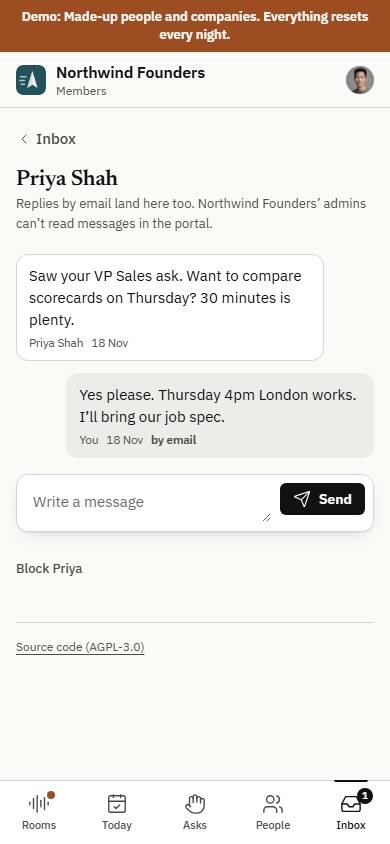 Demo: Made-up people and companies. Everything resets
every night.
Northwind Founders
Members
Inbox
Priya Shah
Replies by email land here too. Northwind Founders’ admins
can’t read messages in the portal.
Saw your VP Sales ask. Want to compare
scorecards on Thursday? 30 minutes is
plenty.
Priya Shah 18 Nov
Yes please. Thursday 4pm London works.
I’ll bring our job spec.
You 18 Nov by email
Write a message
Send
Block Priya
Source code (AGPL-3.0)
1
Rooms Today Asks People Inbox